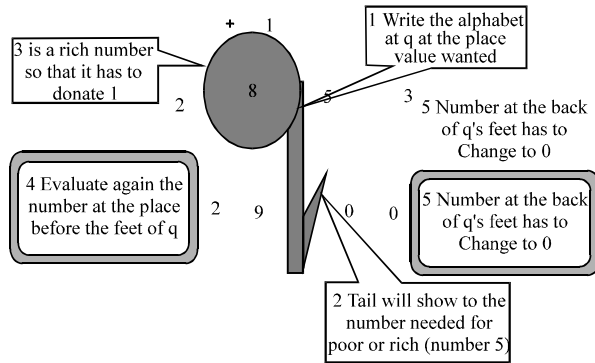 + 1
1 Write the alphabet
at q at the place
value wanted
3 is a rich number
so that it has to
donate 1
2 8 5 3
5 Number at the back
of q's feet has to
Change to 0
4 Evaluate again the
number at the place
before the feet of q
2 9 0 0
5 Number at the back
of q's feet has to
Change to 0
2 Tail will show to the
number needed for
poor or rich (number 5)